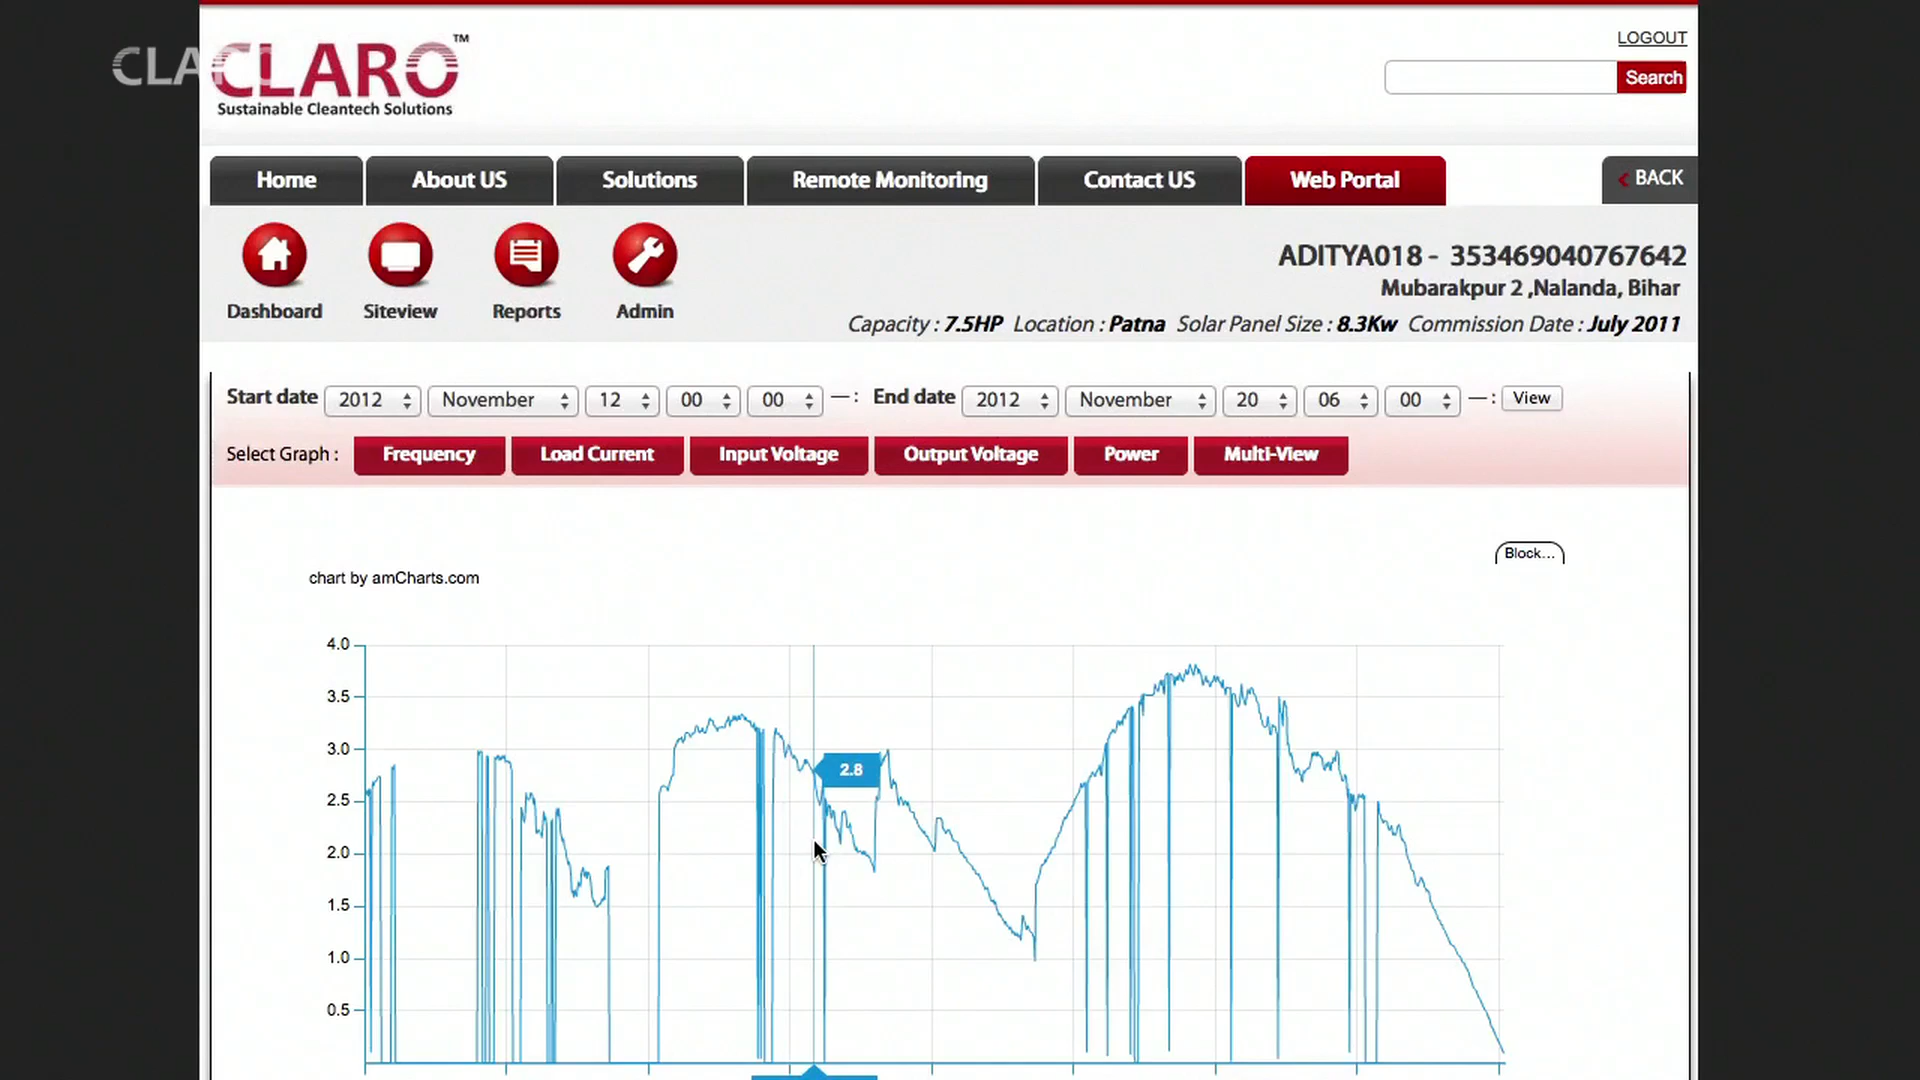 CLARO™
CLA
Sustainable Cleantech Solutions
LOGOUT
Search
Home
About US
Solutions
Remote Monitoring
Contact US
Web Portal
BACK
Dashboard
Siteview
Reports
Admin
ADITYA018 - 353469040767642
Mubarakpur 2 ,Nalanda, Bihar
Capacity : 7.5HP Location : Patna Solar Panel Size : 8.3Kw Commission Date : July 2011
Start date 2012 November 12 00 00 — : End date 2012 November 20 06 00 — : View
Select Graph : Frequency Load Current Input Voltage Output Voltage Power Multi-View
Block...
chart by amCharts.com
4.0
3.5
3.0
2.8
2.5
2.0
1.5
1.0
0.5